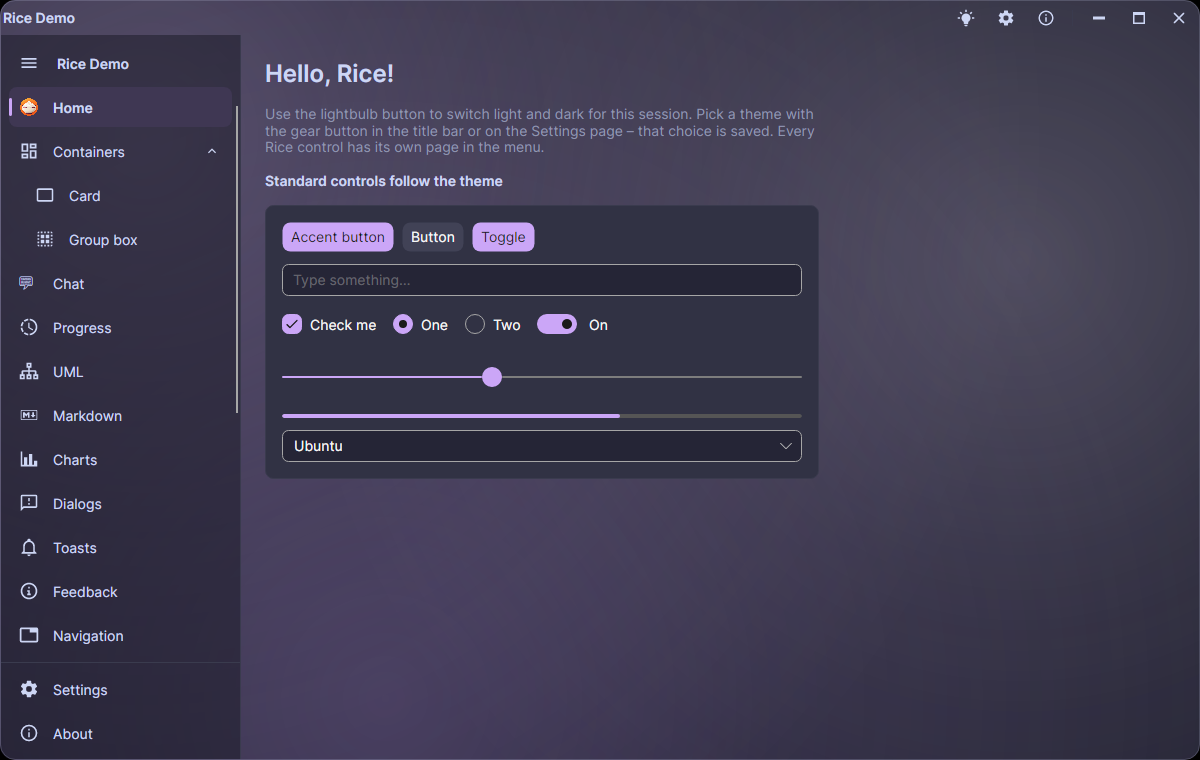 Rice Demo
Rice Demo
Home
Containers
Card
Group box
Chat
Progress
UML
Markdown
Charts
Dialogs
Toasts
Feedback
Navigation
Settings
About
Hello, Rice!
Use the lightbulb button to switch light and dark for this session. Pick a theme with
the gear button in the title bar or on the Settings page – that choice is saved. Every
Rice control has its own page in the menu.
Standard controls follow the theme
Accent button Button Toggle
Type something...
Check me One Two On
Ubuntu